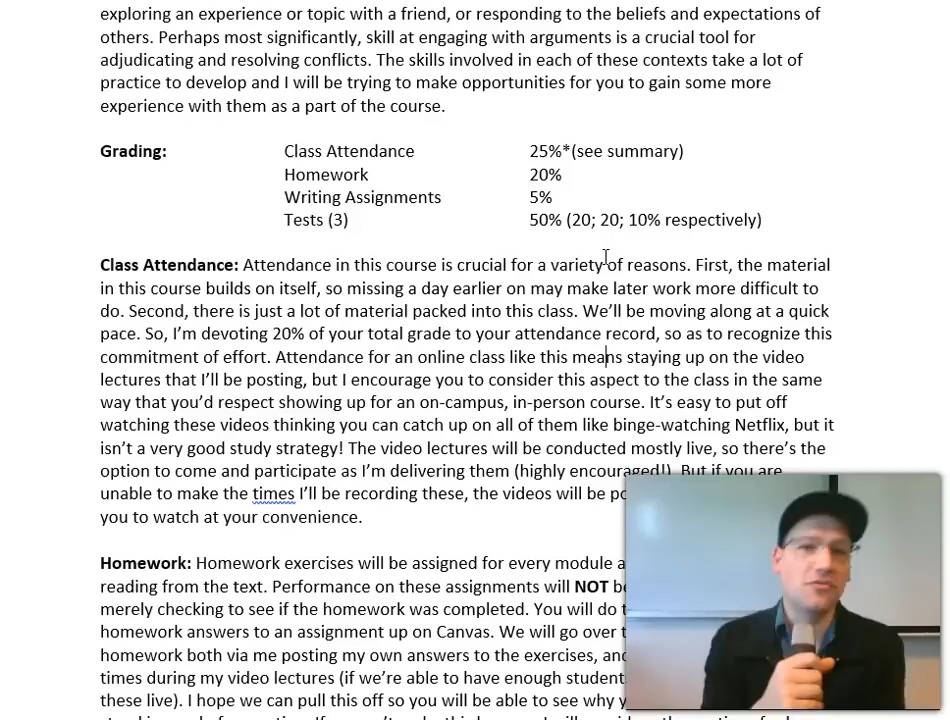 exploring an experience or topic with a friend, or responding to the beliefs and expectations of
others. Perhaps most significantly, skill at engaging with arguments is a crucial tool for
adjudicating and resolving conflicts. The skills involved in each of these contexts take a lot of
practice to develop and I will be trying to make opportunities for you to gain some more
experience with them as a part of the course.
Grading: Class Attendance 25%*(see summary)
Homework 20%
Writing Assignments 5%
Tests (3) 50% (20; 20; 10% respectively)
Class Attendance: Attendance in this course is crucial for a variety of reasons. First, the material
in this course builds on itself, so missing a day earlier on may make later work more difficult to
do. Second, there is just a lot of material packed into this class. We’ll be moving along at a quick
pace. So, I’m devoting 20% of your total grade to your attendance record, so as to recognize this
commitment of effort. Attendance for an online class like this means staying up on the video
lectures that I’ll be posting, but I encourage you to consider this aspect to the class in the same
way that you’d respect showing up for an on-campus, in-person course. It’s easy to put off
watching these videos thinking you can catch up on all of them like binge-watching Netflix, but it
isn’t a very good study strategy! The video lectures will be conducted mostly live, so there’s the
option to come and participate as I’m delivering them (highly encouraged!). But if you are
unable to make the times I’ll be recording these, the videos will be
you to watch at your convenience.
Homework: Homework exercises will be assigned for every module
reading from the text. Performance on these assignments will NOT
merely checking to see if the homework was completed. You will do
homework answers to an assignment up on Canvas. We will go over
homework both via me posting my own answers to the exercises,
times during my video lectures (if we’re able to have enough
these live). I hope we can pull this off so you will be able to see why